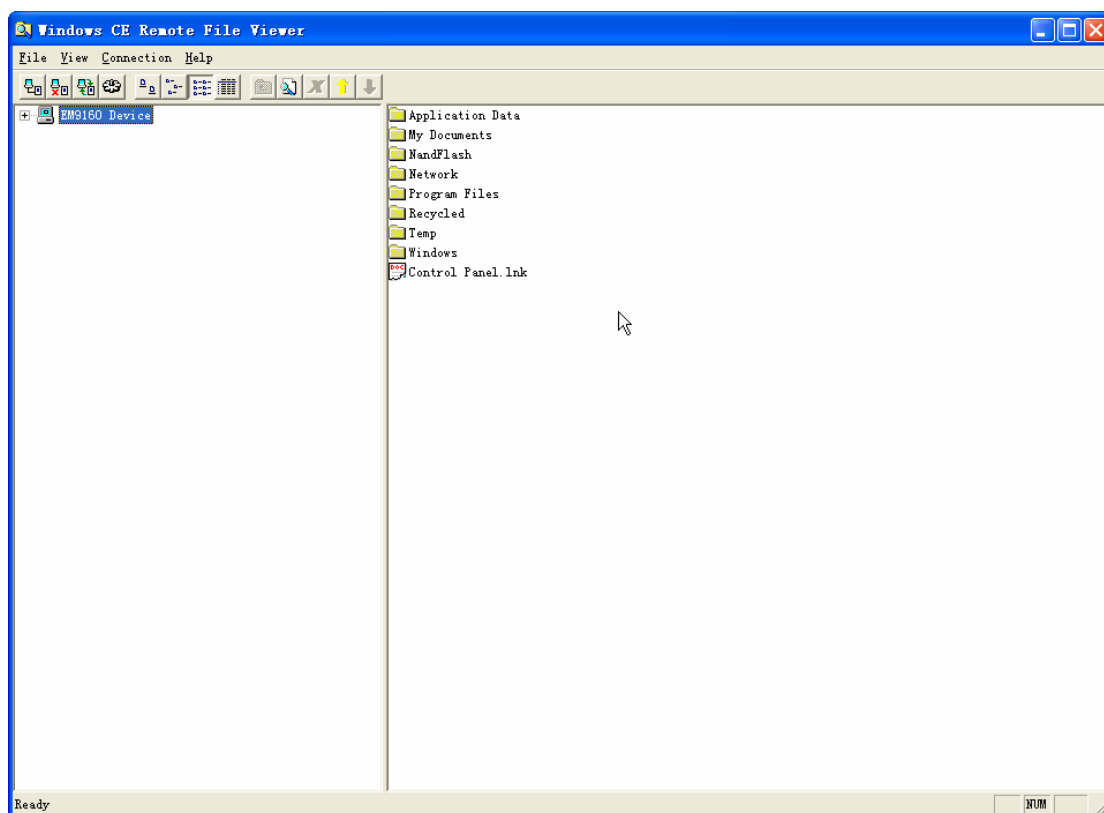 Windows CE Remote File Viewer
File View Connection Help
EM9160 Device
Application Data
My Documents
NandFlash
Network
Program Files
Recycled
Temp
Windows
DOC Control Panel.lnk
Ready
NUM